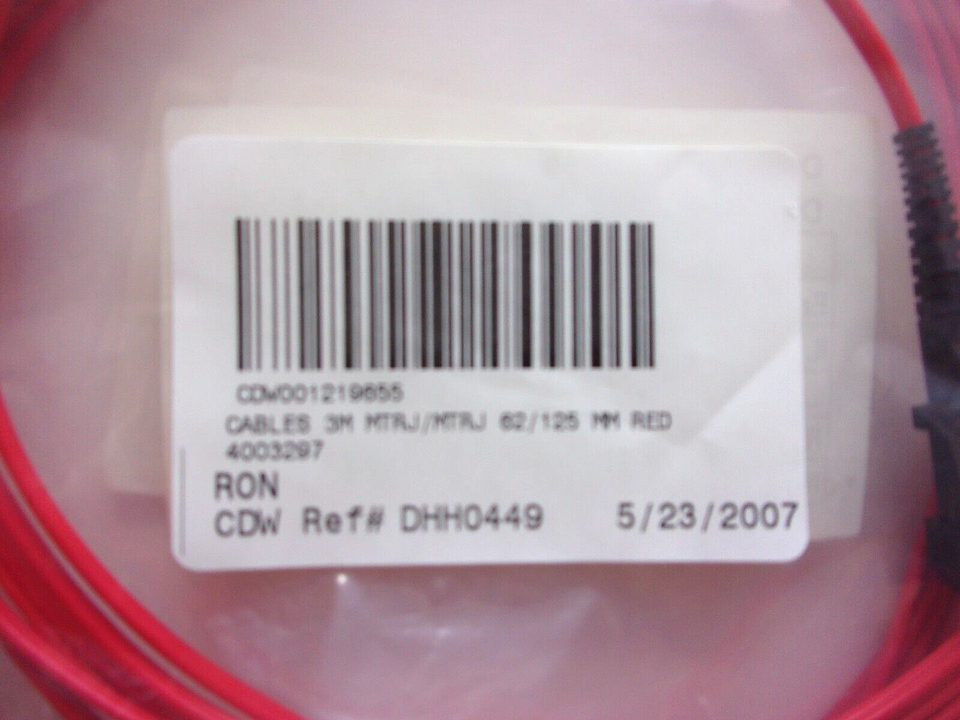 CDW001219655
CABLES 3M MTRJ/MTRJ 62/125 MM RED
4003297
RON
CDW Ref# DHH0449 5/23/2007